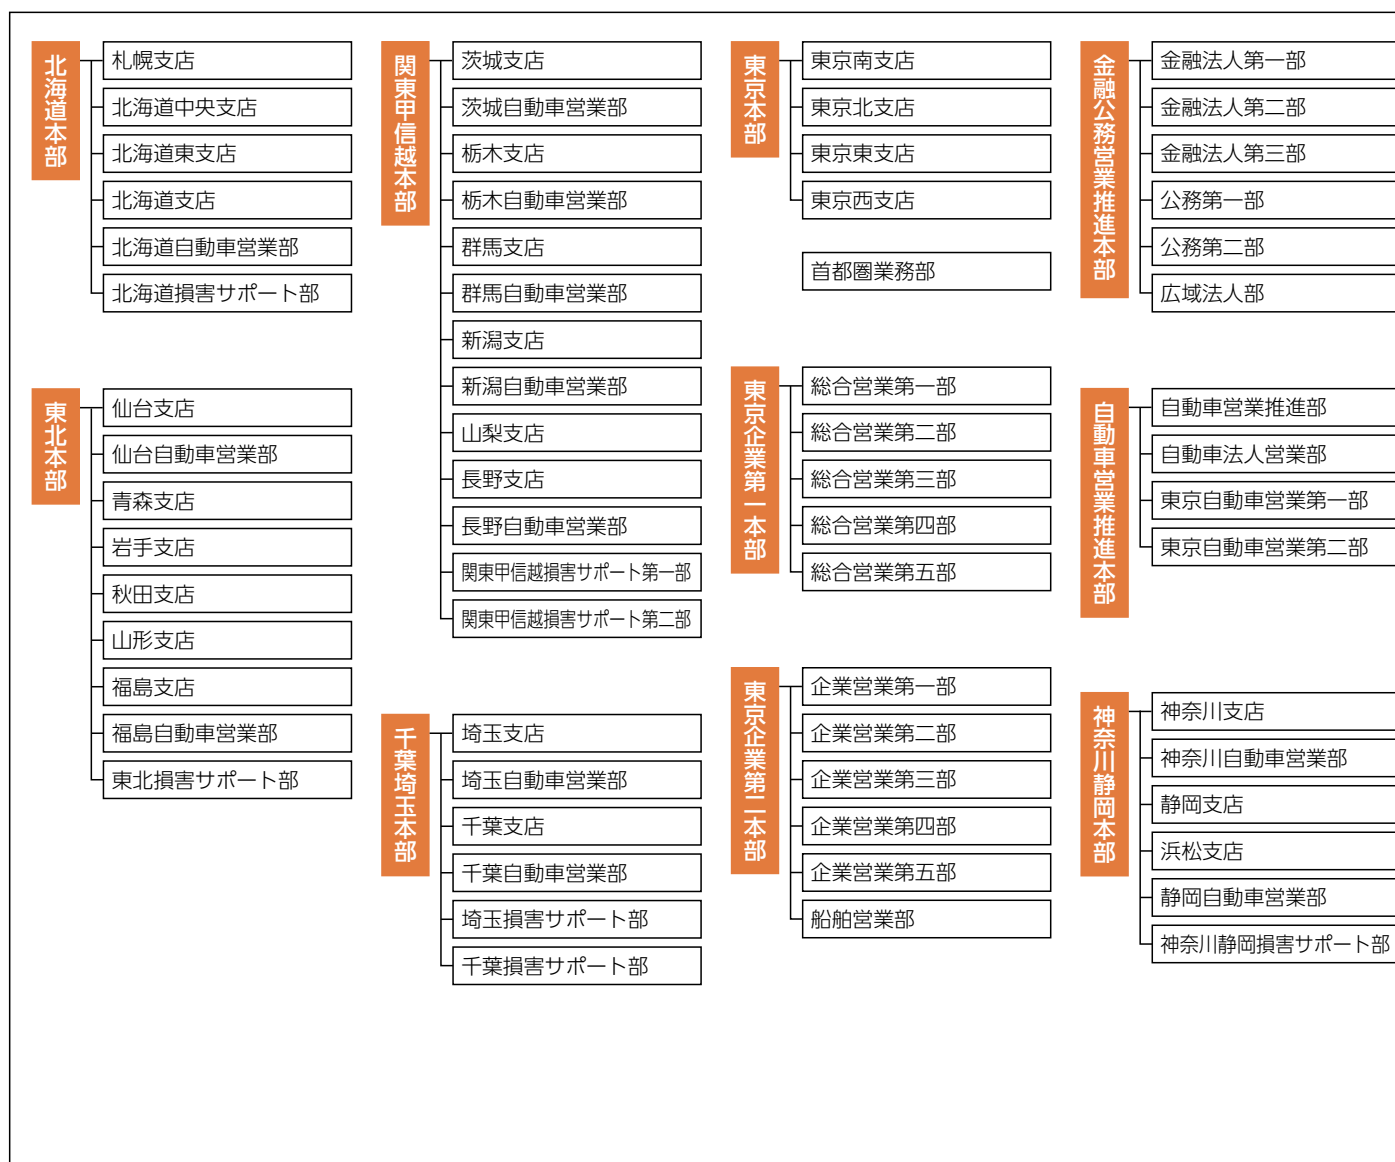 北海道本部
札幌支店
北海道中央支店
北海道東支店
北海道支店
北海道自動車営業部
北海道損害サポート部
東北本部
仙台支店
仙台自動車営業部
青森支店
岩手支店
秋田支店
山形支店
福島支店
福島自動車営業部
東北損害サポート部
関東甲信越本部
茨城支店
茨城自動車営業部
栃木支店
栃木自動車営業部
群馬支店
群馬自動車営業部
新潟支店
新潟自動車営業部
山梨支店
長野支店
長野自動車営業部
関東甲信越損害サポート第一部
関東甲信越損害サポート第二部
千葉埼玉本部
埼玉支店
埼玉自動車営業部
千葉支店
千葉自動車営業部
埼玉損害サポート部
千葉損害サポート部
東京本部
東京南支店
東京北支店
東京東支店
東京西支店
首都圏業務部
東京企業第一本部
総合営業第一部
総合営業第二部
総合営業第三部
総合営業第四部
総合営業第五部
東京企業第二本部
企業営業第一部
企業営業第二部
企業営業第三部
企業営業第四部
企業営業第五部
船舶営業部
金融公務営業推進本部
金融法人第一部
金融法人第二部
金融法人第三部
公務第一部
公務第二部
広域法人部
自動車営業推進本部
自動車営業推進部
自動車法人営業部
東京自動車営業第一部
東京自動車営業第二部
神奈川静岡本部
神奈川支店
神奈川自動車営業部
静岡支店
浜松支店
静岡自動車営業部
神奈川静岡損害サポート部